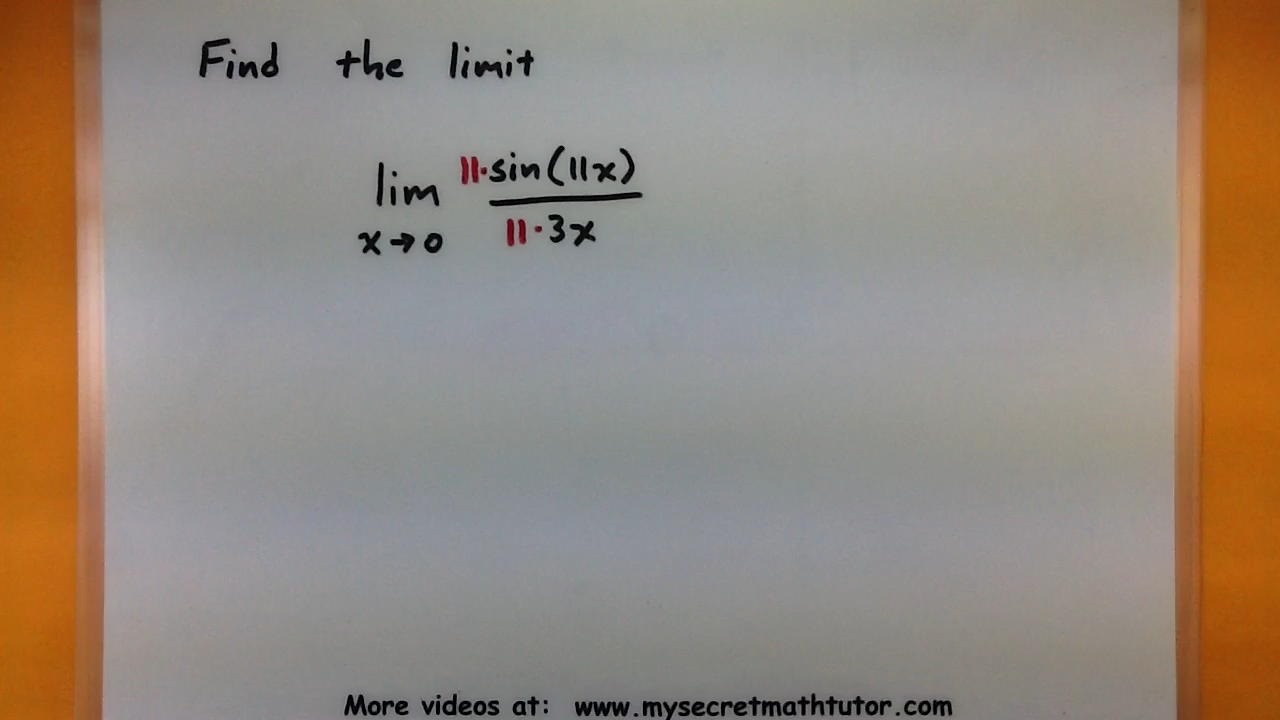 Find the limit
lim 11·sin(11x)
x→0 11·3x
More videos at: www.mysecretmathtutor.com